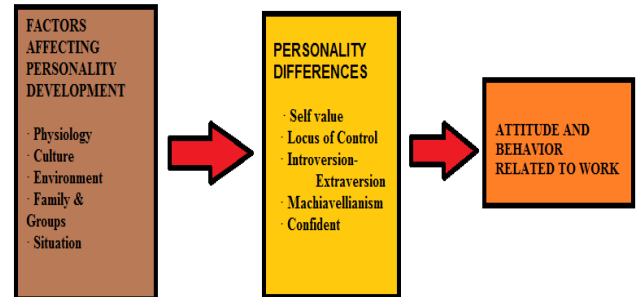 FACTORS
AFFECTING
PERSONALITY
DEVELOPMENT
· Physiology
· Culture
· Environment
· Family &
Groups
· Situation
PERSONALITY
DIFFERENCES
· Self value
· Locus of Control
· Introversion-
Extraversion
· Machiavellianism
· Confident
ATTITUDE AND
BEHAVIOR
RELATED TO WORK